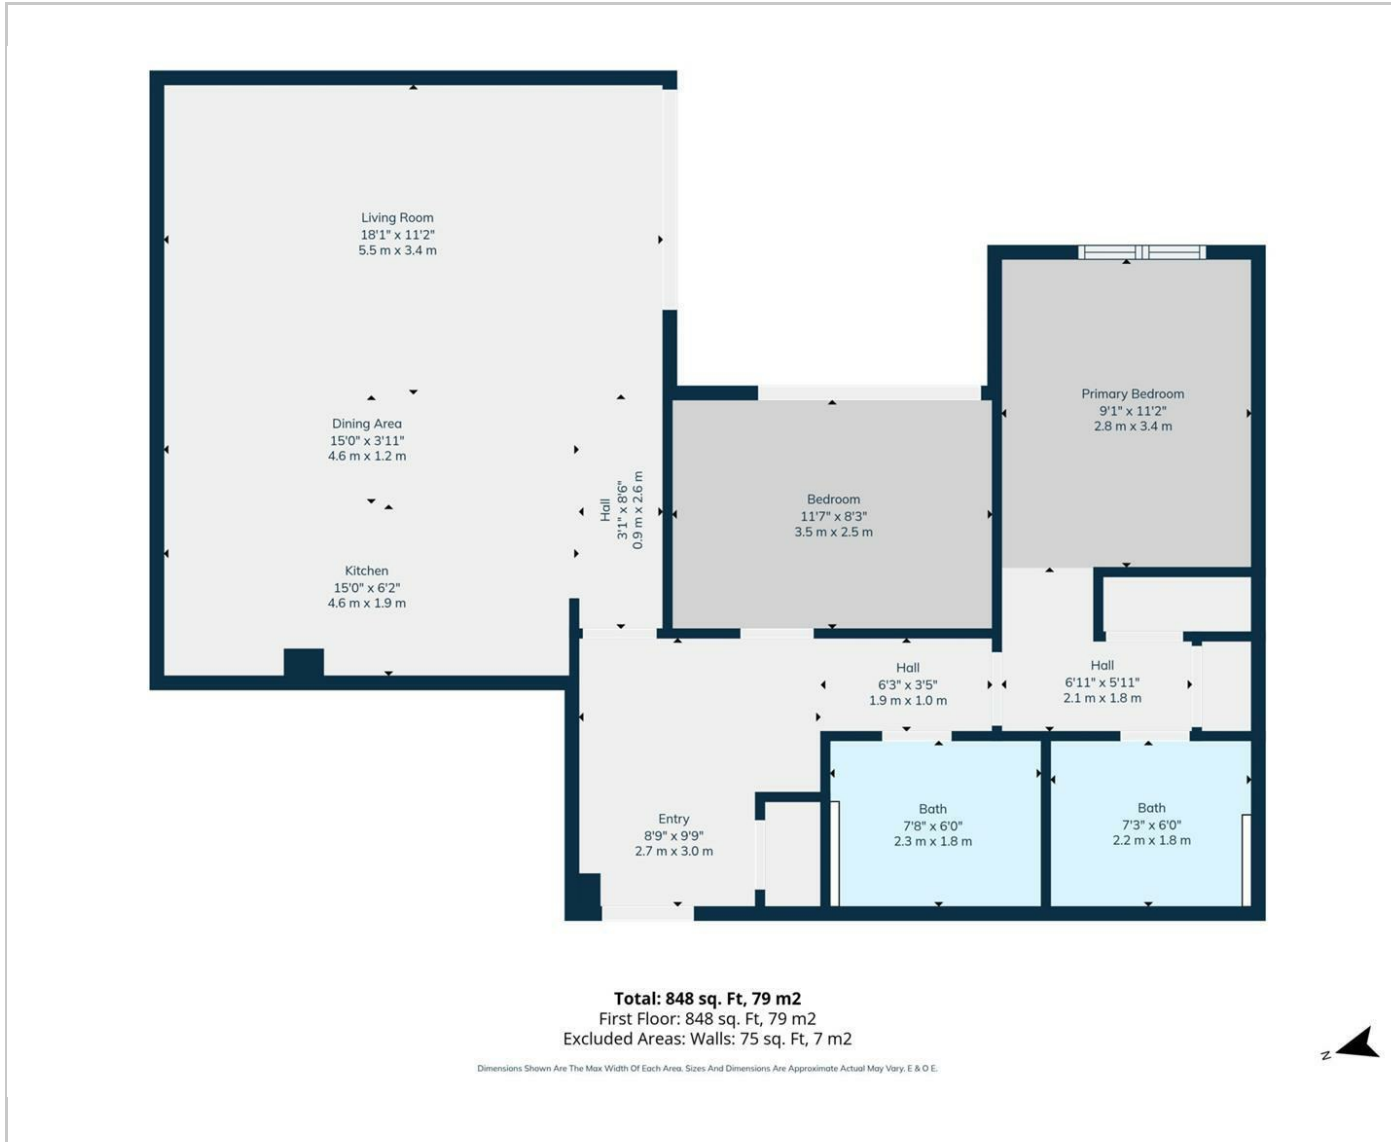 Living Room
18'1" x 11'2"
5.5 m x 3.4 m
Primary Bedroom
9'1" x 11'2"
2.8 m x 3.4 m
Dining Area
15'0" x 3'11"
4.6 m x 1.2 m
Hall
3'1" x 8'6"
0.9 m x 2.6 m
Bedroom
11'7" x 8'3"
3.5 m x 2.5 m
Kitchen
15'0" x 6'2"
4.6 m x 1.9 m
Hall
6'3" x 3'5"
1.9 m x 1.0 m
Hall
6'11" x 5'11"
2.1 m x 1.8 m
Entry
8'9" x 9'9"
2.7 m x 3.0 m
Bath
7'8" x 6'0"
2.3 m x 1.8 m
Bath
7'3" x 6'0"
2.2 m x 1.8 m
Total: 848 sq. Ft, 79 m2
First Floor: 848 sq. Ft, 79 m2
Excluded Areas: Walls: 75 sq. Ft, 7 m2
Dimensions Shown Are The Max Width Of Each Area. Sizes And Dimensions Are Approximate Actual May Vary. E & O E.
N